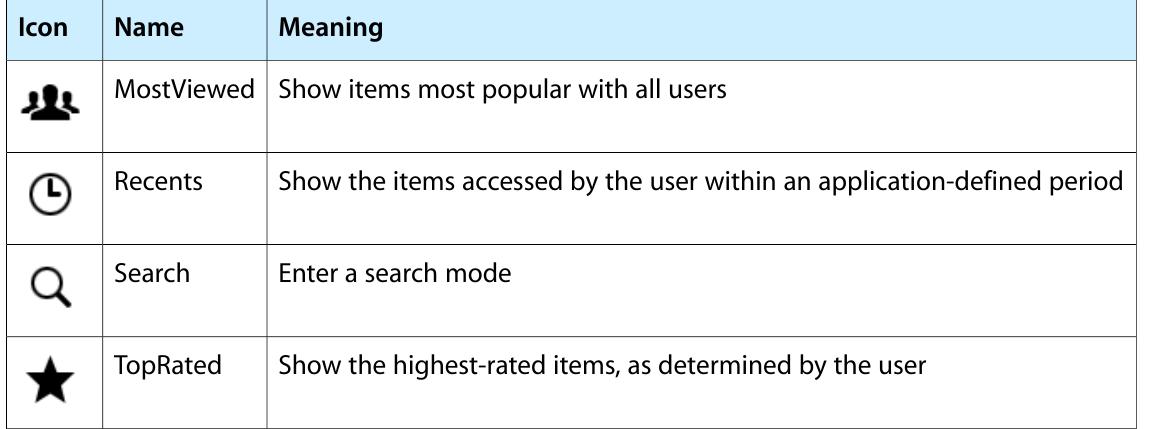 Icon Name Meaning
MostViewed Show items most popular with all users
Recents Show the items accessed by the user within an application-defined period
Search Enter a search mode
TopRated Show the highest-rated items, as determined by the user